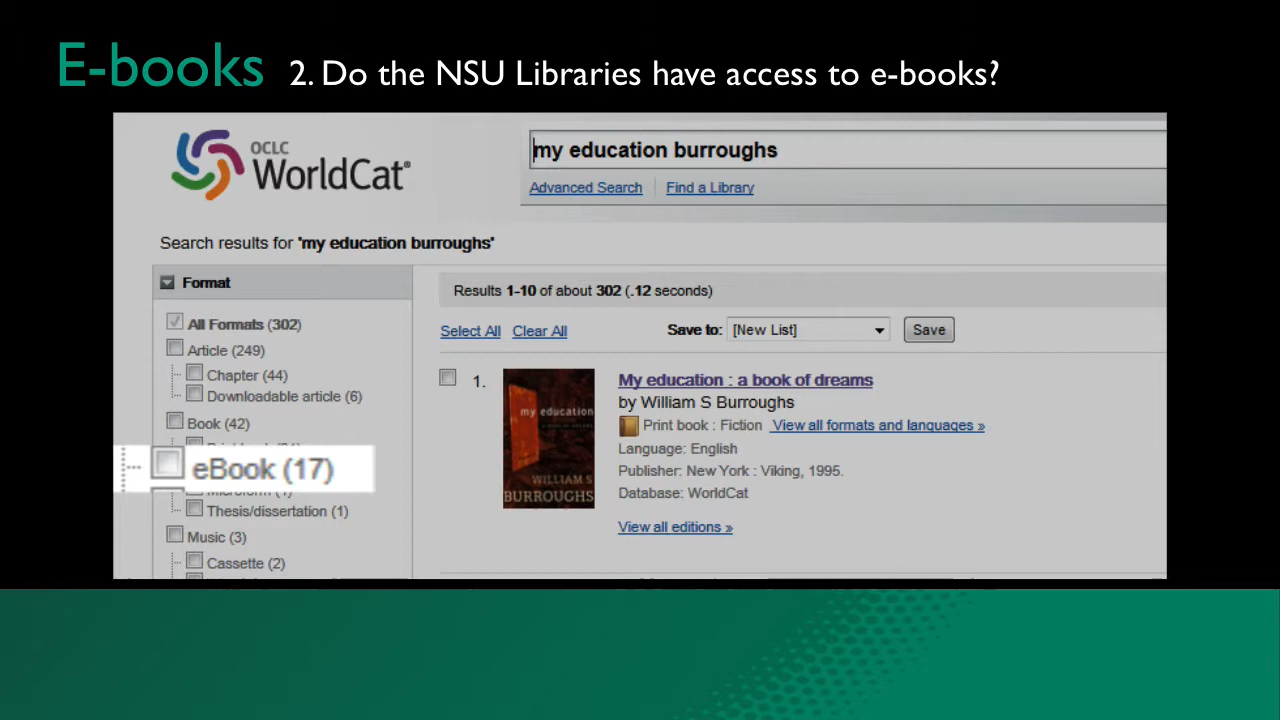 E-books 2. Do the NSU Libraries have access to e-books?
OCLC
WorldCat®
my education burroughs
Advanced Search Find a Library
Search results for 'my education burroughs'
Format
All Formats (302)
Article (249)
Chapter (44)
Downloadable article (6)
Book (42)
eBook (17)
Microform (1)
Thesis/dissertation (1)
Music (3)
Cassette (2)
Results 1-10 of about 302 (.12 seconds)
Select All Clear All Save to: [New List] Save
1.
my education
WILLIAM S
BURROUGHS
My education : a book of dreams
by William S Burroughs
Print book : Fiction View all formats and languages »
Language: English
Publisher: New York : Viking, 1995.
Database: WorldCat
View all editions »